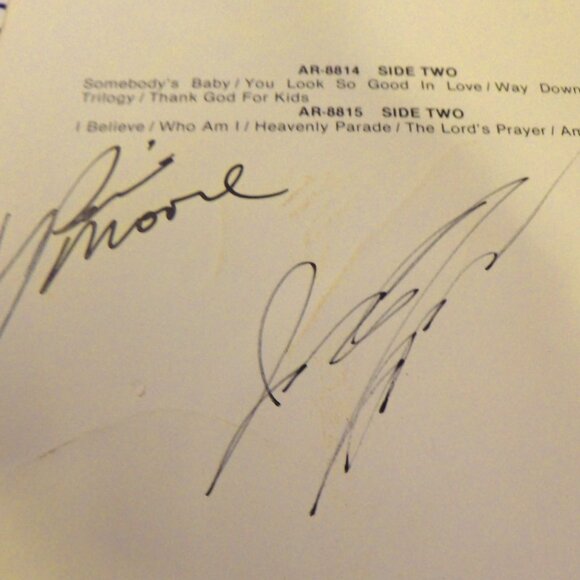 AR-8814 SIDE TWO
Somebody's Baby / You Look So Good In Love / Way Down
Trilogy / Thank God For Kids
AR-8815 SIDE TWO
I Believe / Who Am I / Heavenly Parade / The Lord's Prayer / Am
Moore